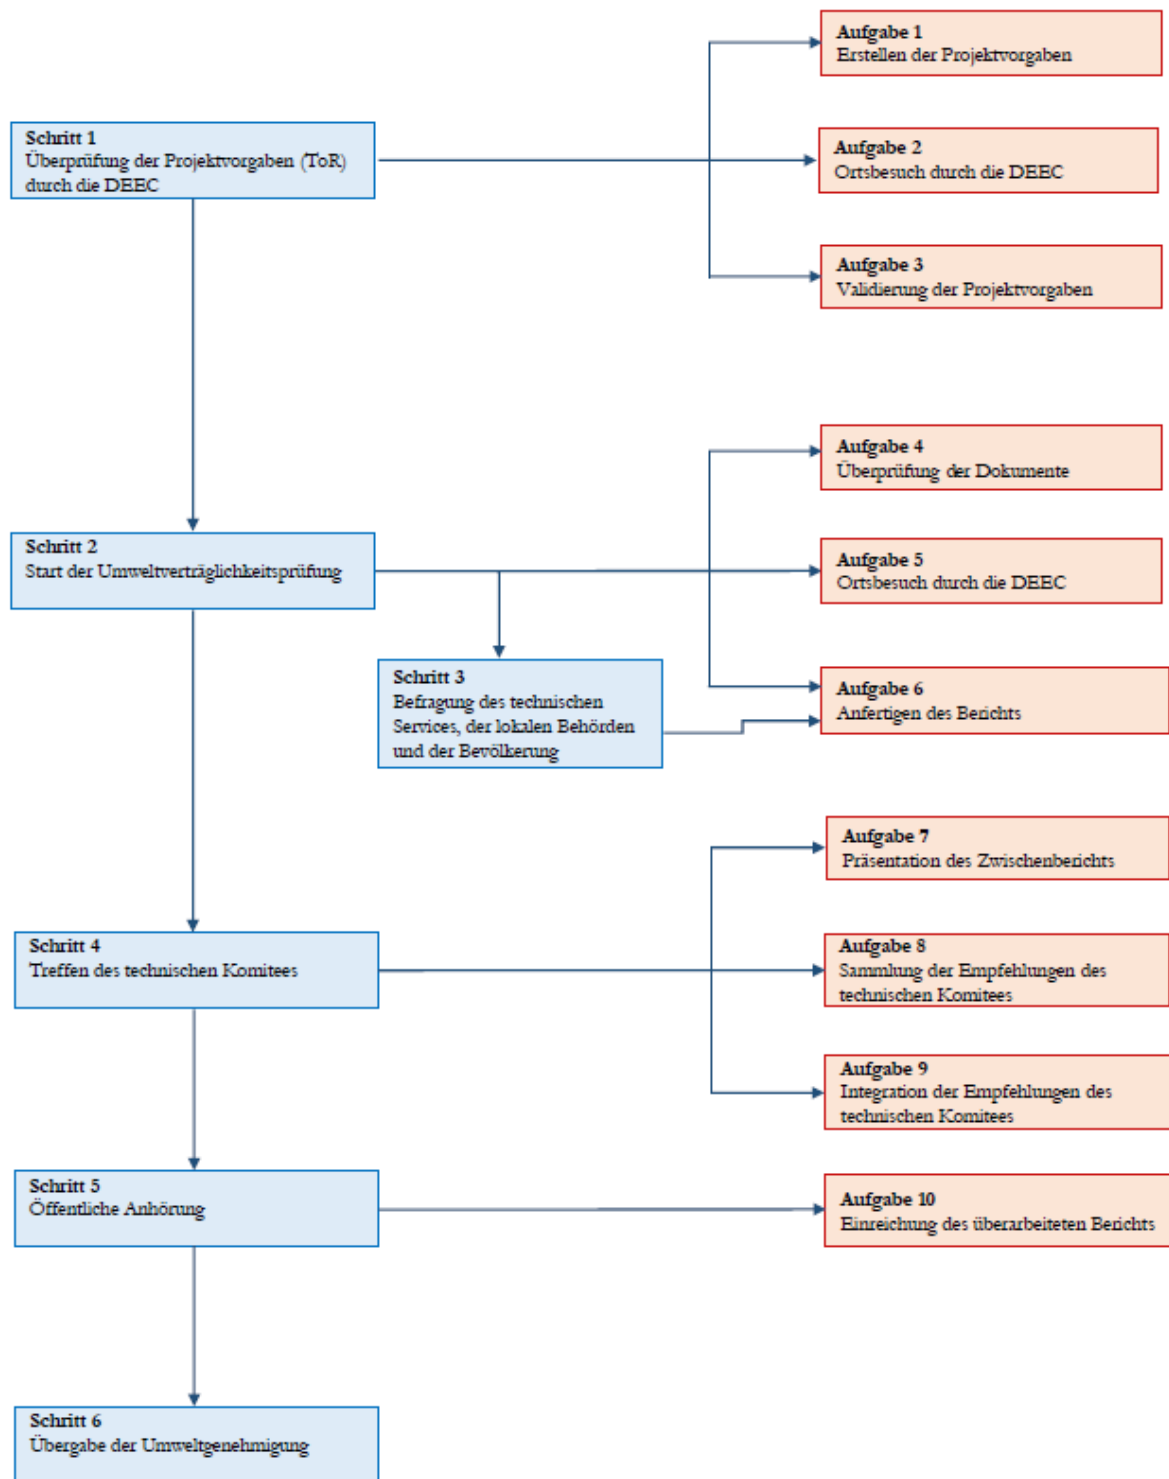 Aufgabe 1
Erstellen der Projektvorgaben
Schritt 1
Überprüfung der Projektvorgaben (ToR)
durch die DEEC
Aufgabe 2
Ortsbesuch durch die DEEC
Aufgabe 3
Validierung der Projektvorgaben
Aufgabe 4
Überprüfung der Dokumente
Schritt 2
Start der Umweltverträglichkeitsprüfung
Aufgabe 5
Ortsbesuch durch die DEEC
Schritt 3
Befragung des technischen
Services, der lokalen Behörden
und der Bevölkerung
Aufgabe 6
Anfertigen des Berichts
Aufgabe 7
Präsentation des Zwischenberichts
Schritt 4
Treffen des technischen Komitees
Aufgabe 8
Sammlung der Empfehlungen des
technischen Komitees
Aufgabe 9
Integration der Empfehlungen des
technischen Komitees
Schritt 5
Öffentliche Anhörung
Aufgabe 10
Einreichung des überarbeiteten Berichts
Schritt 6
Übergabe der Umweltgenehmigung